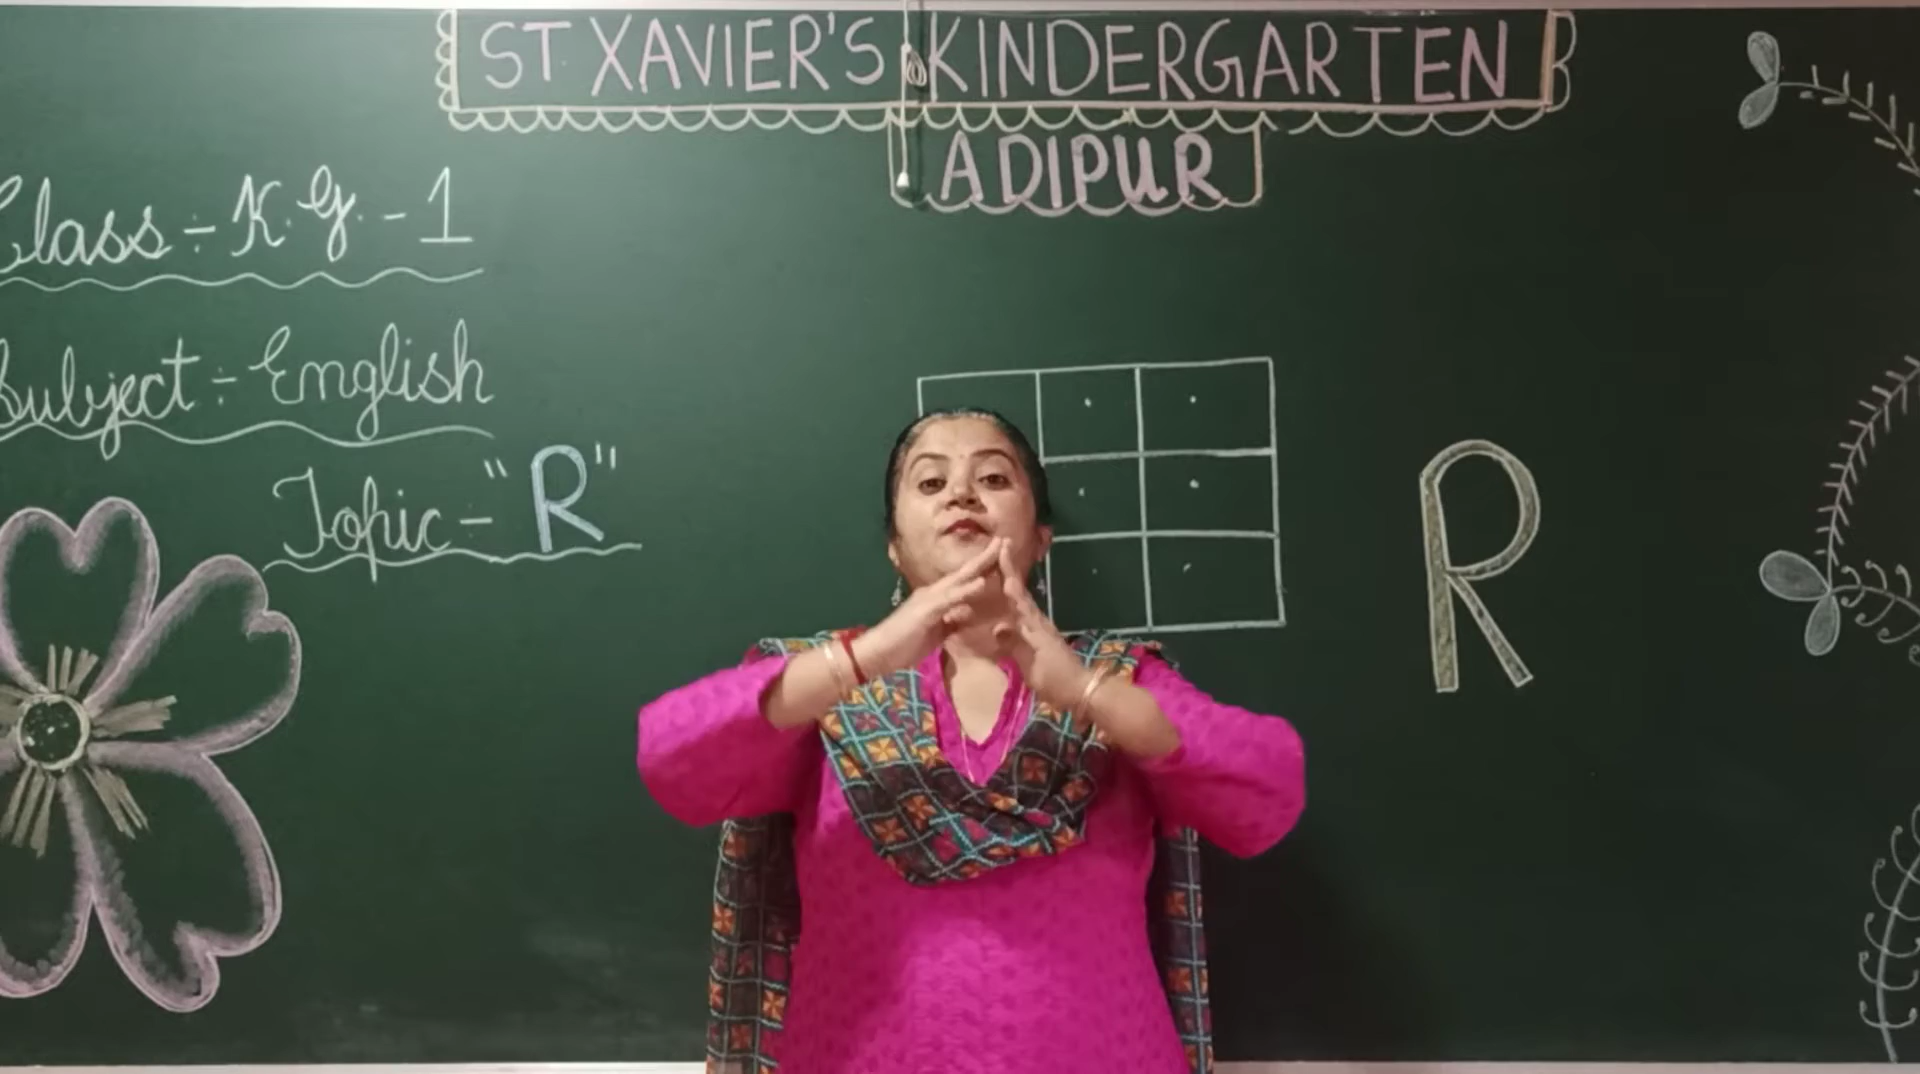 ST. XAVIER'S KINDERGARTEN
ADIPUR
Class ÷ K.G. - 1
Subject ÷ English
Topic ÷ "R"
R